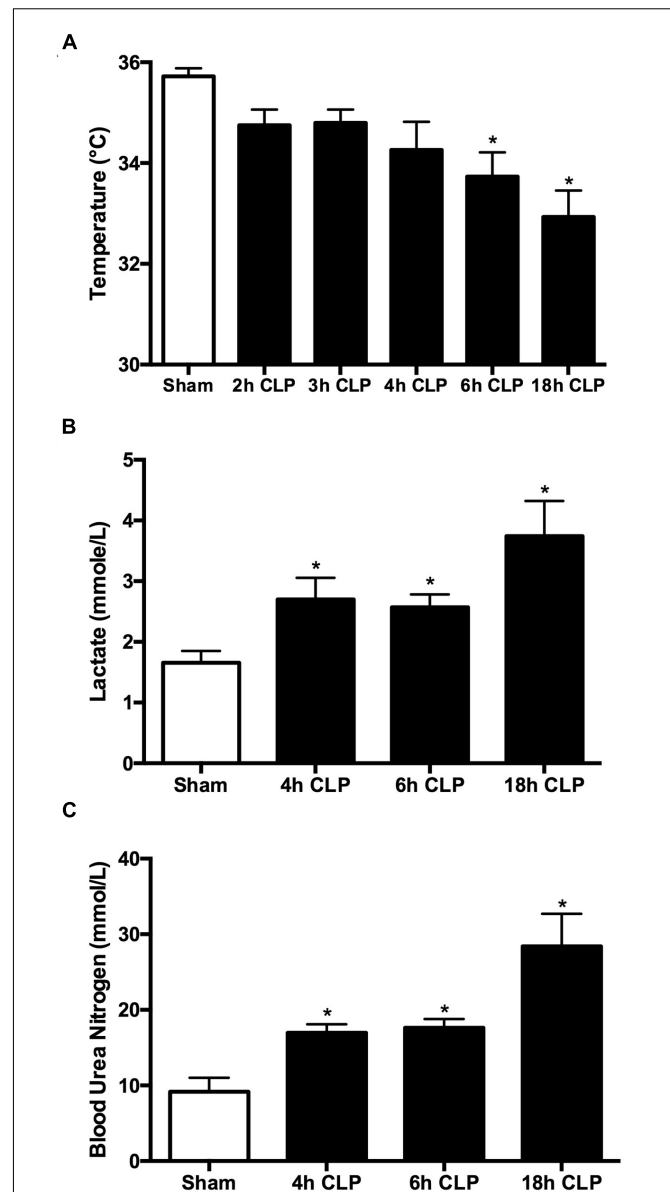 A
Temperature (°C)
36
34
32
30
* *
Sham 2h CLP 3h CLP 4h CLP 6h CLP 18h CLP
B
Lactate (mmole/L)
5
4
3
2
1
0
* * *
Sham 4h CLP 6h CLP 18h CLP
C
Blood Urea Nitrogen (mmol/L)
40
30
20
10
0
* * *
Sham 4h CLP 6h CLP 18h CLP